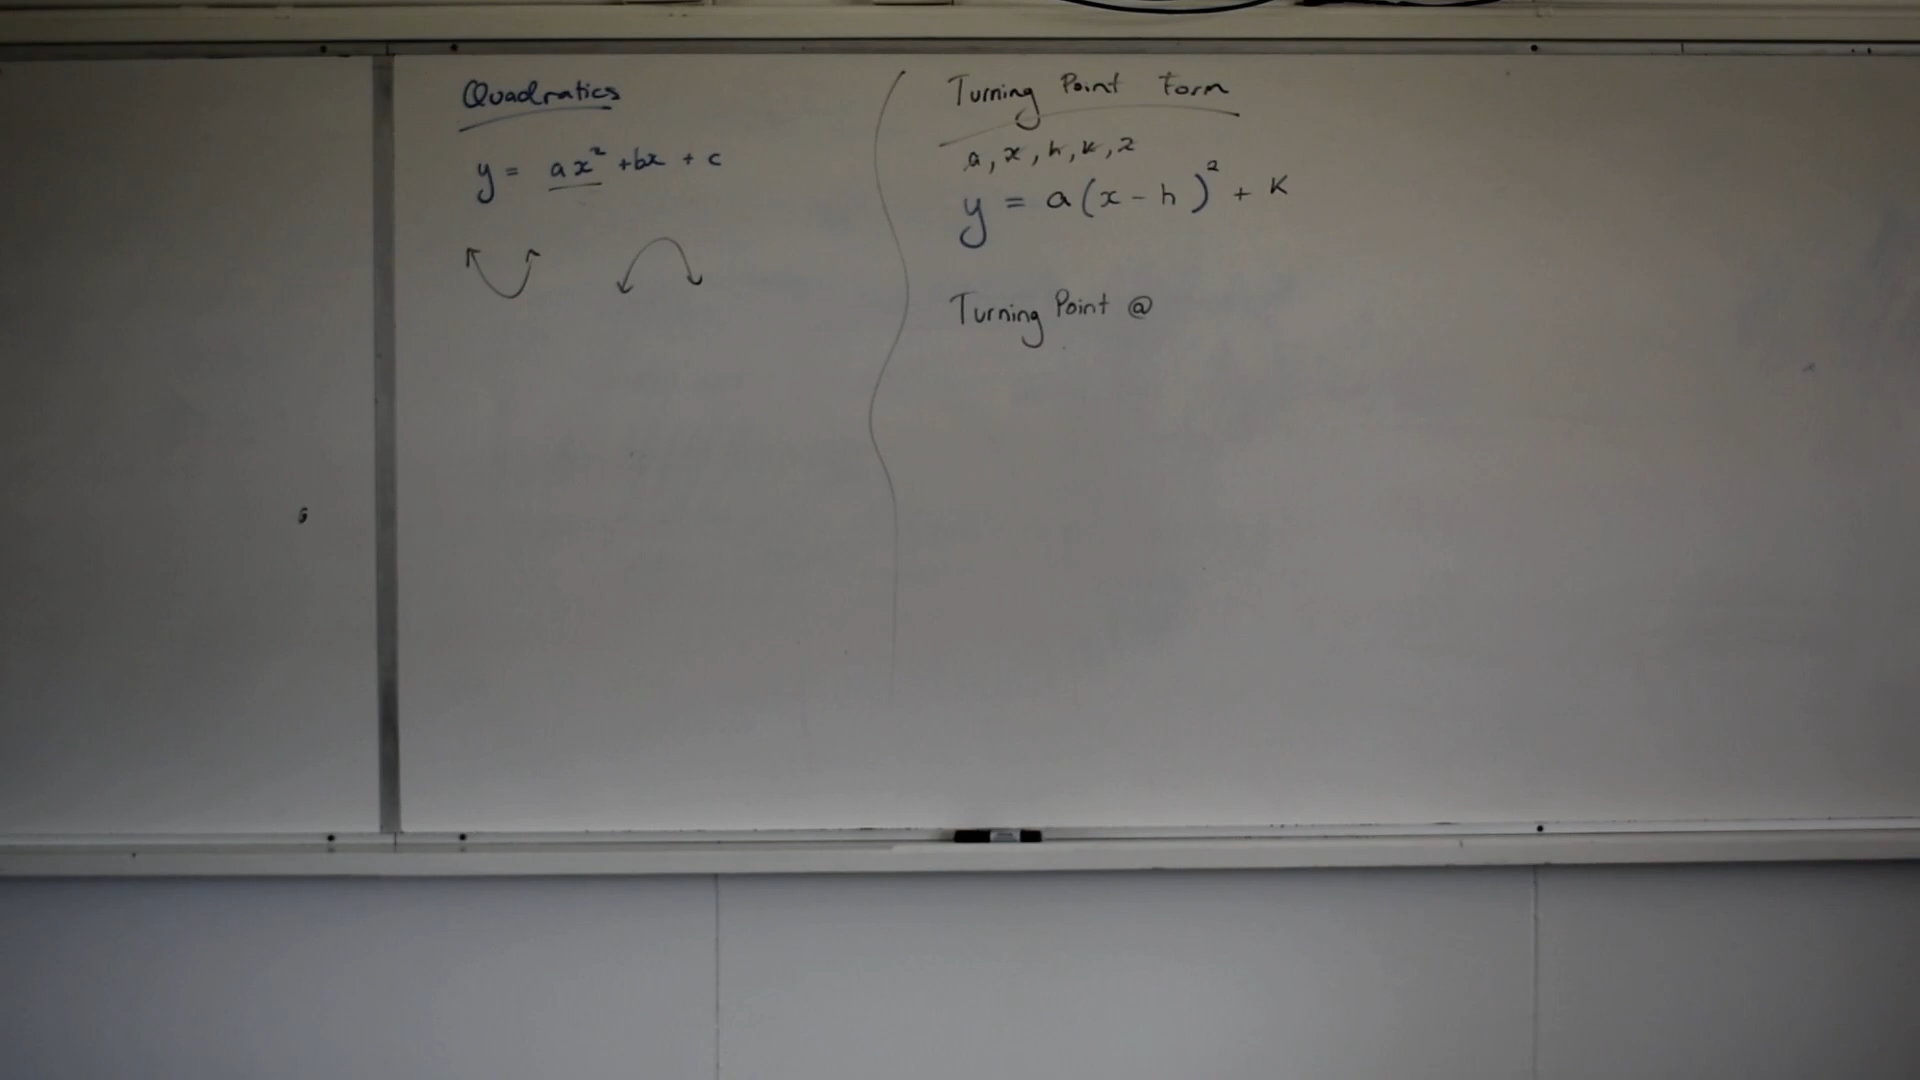 Quadratics
y = ax² + bx + c
Turning Point Form
a, x, h, k, 2
y = a(x - h)² + k
Turning Point @